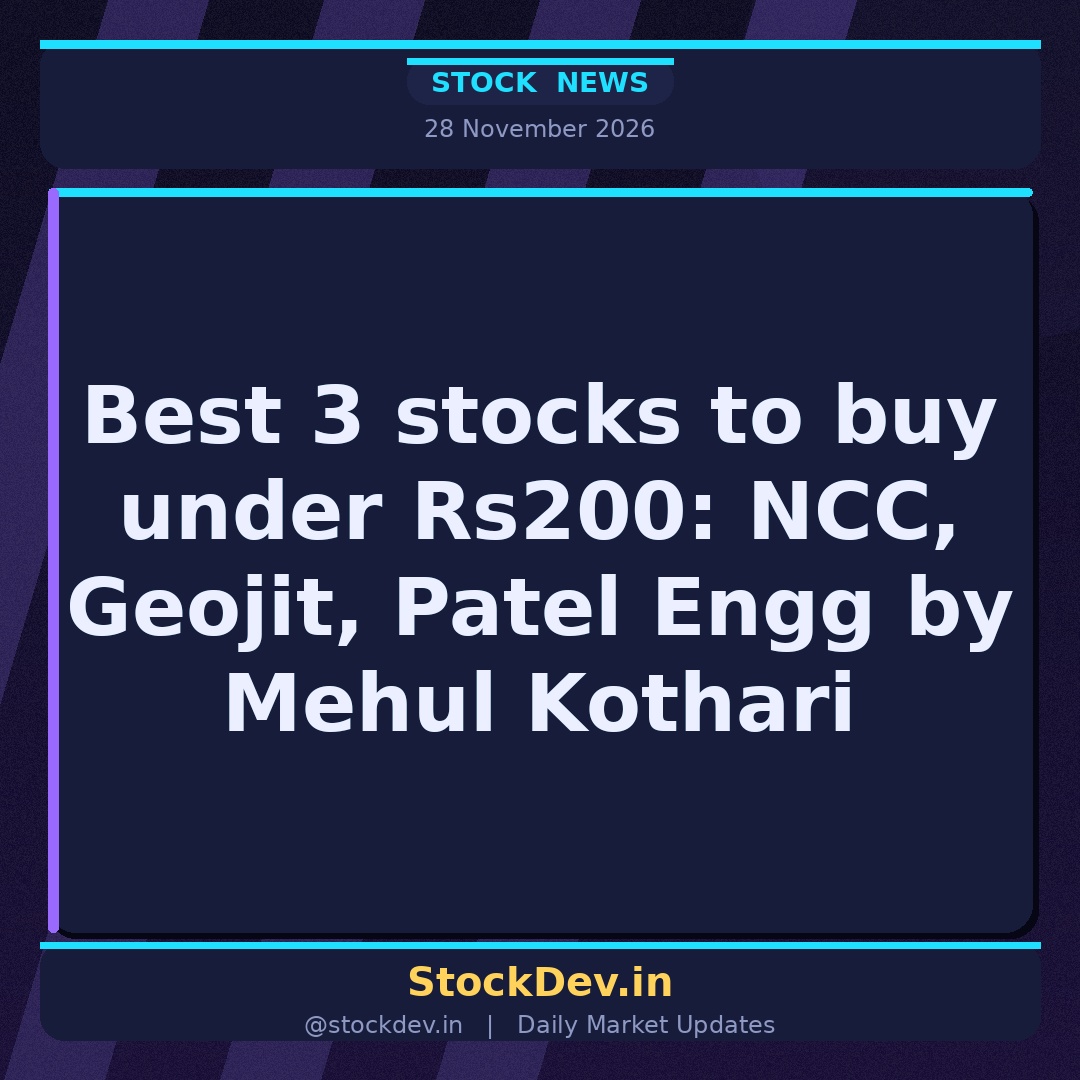 STOCK NEWS
28 November 2026
Best 3 stocks to buy
under Rs200: NCC,
Geojit, Patel Engg by
Mehul Kothari
StockDev.in
@stockdev.in | Daily Market Updates